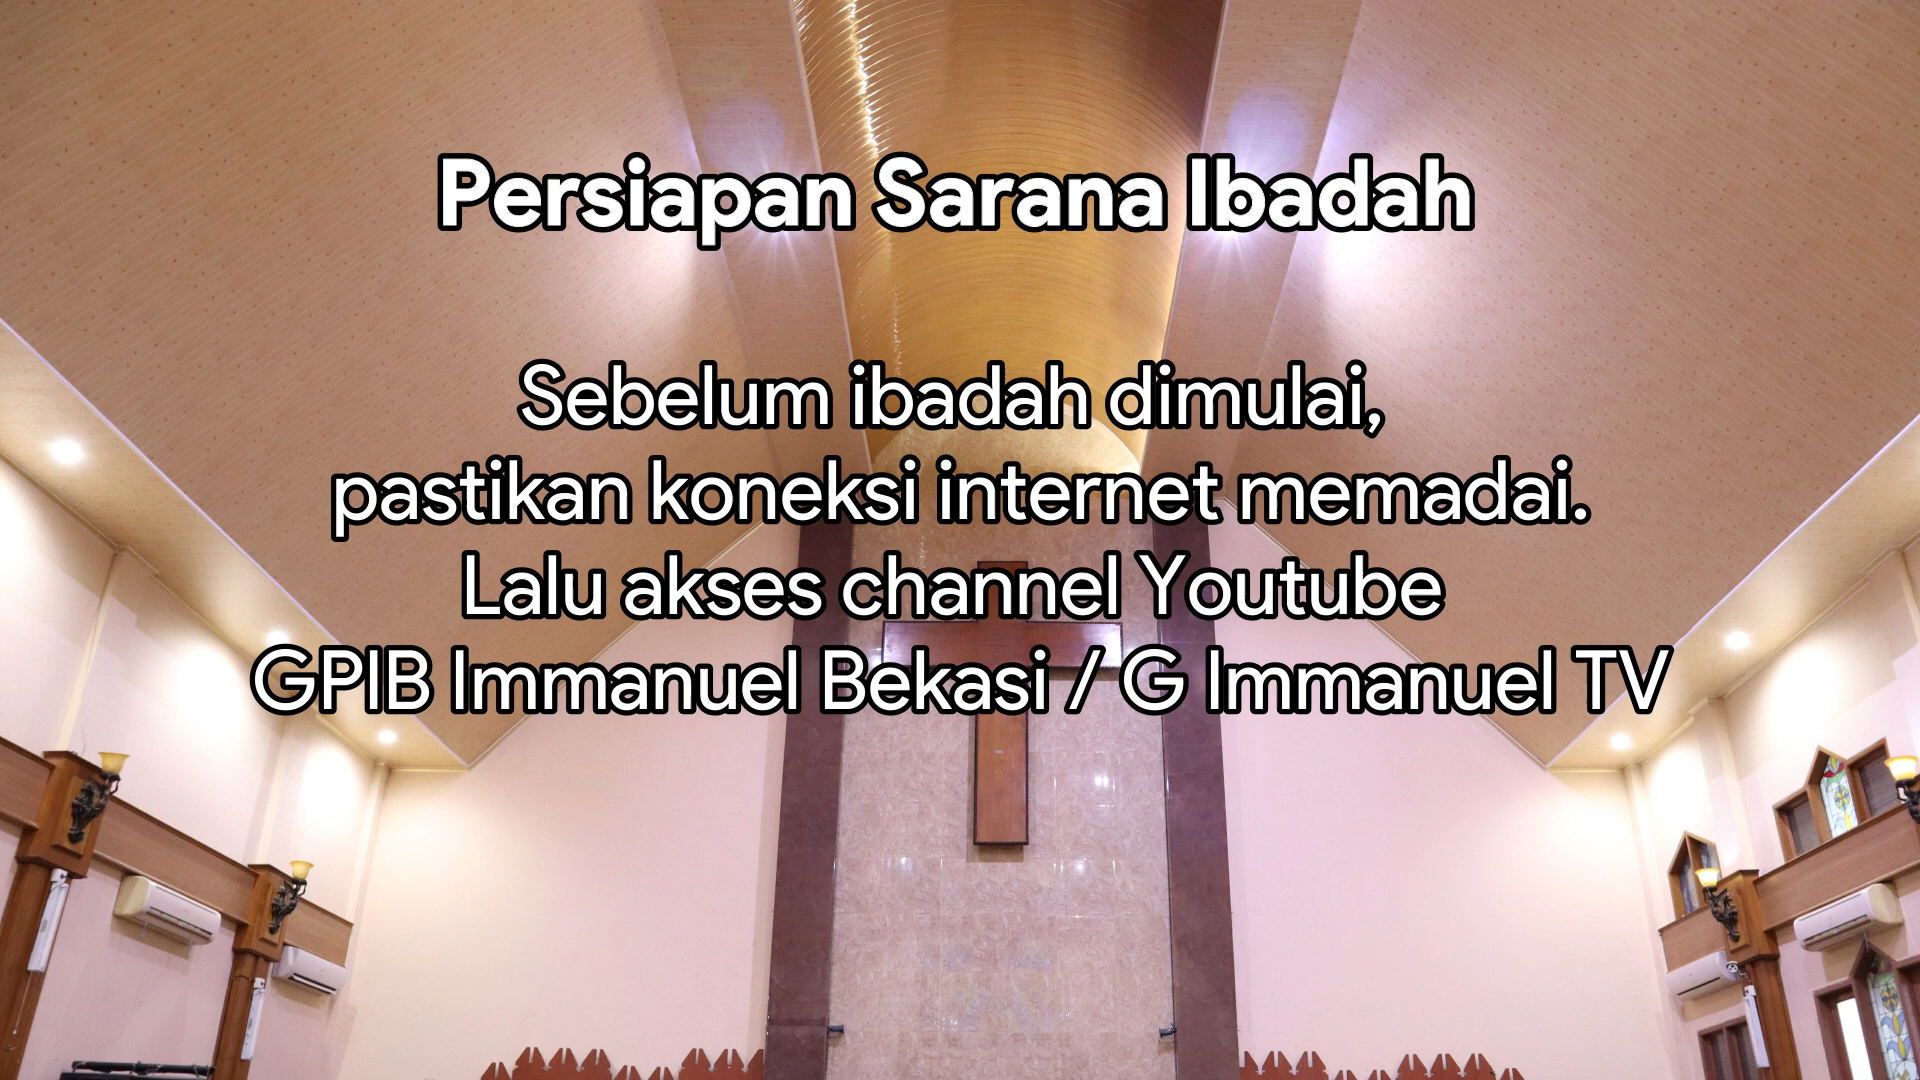 Persiapan Sarana Ibadah
Sebelum ibadah dimulai,
pastikan koneksi internet memadai.
Lalu akses channel Youtube
GPIB Immanuel Bekasi / G Immanuel TV